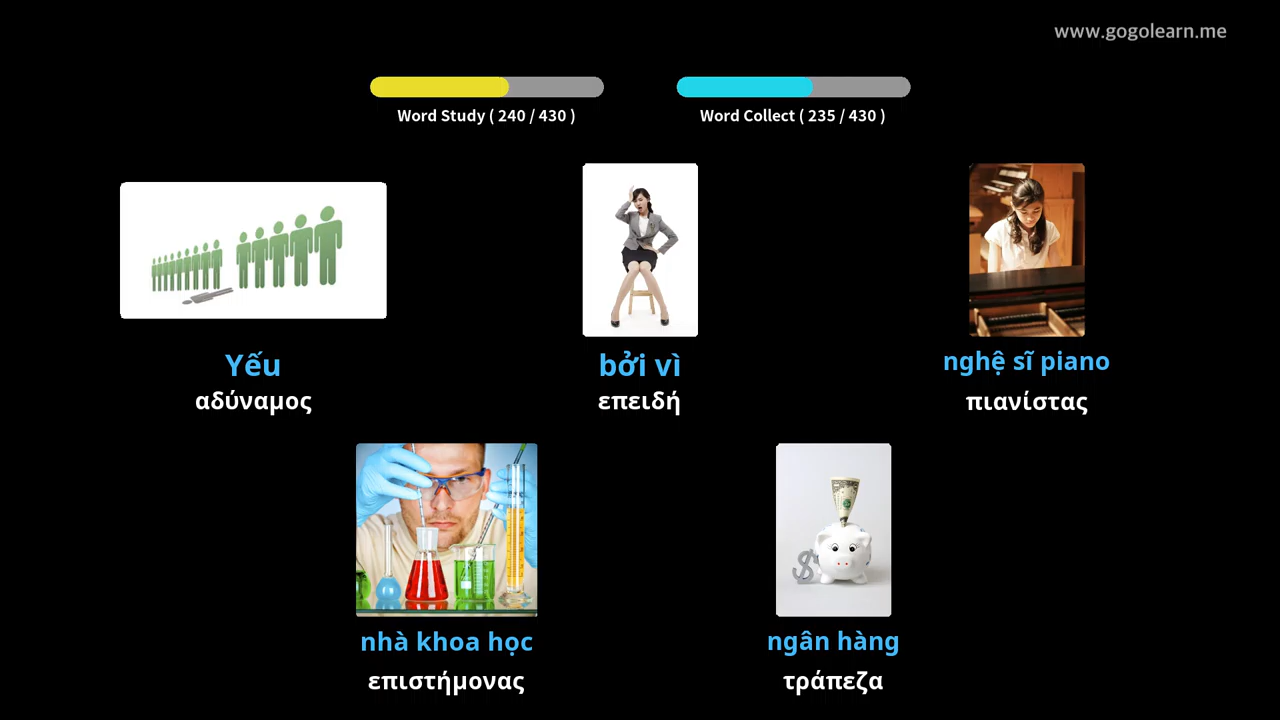 www.gogolearn.me
Word Study ( 240 / 430 )
Word Collect ( 235 / 430 )
Yếu
αδύναμος
bởi vì
επειδή
nghệ sĩ piano
πιανίστας
nhà khoa học
επιστήμονας
ngân hàng
τράπεζα